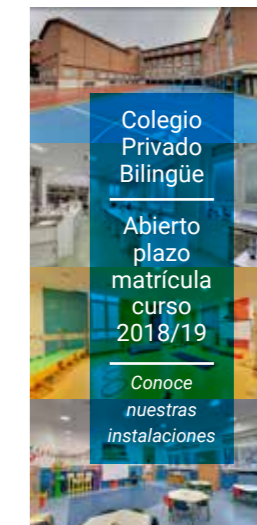 Colegio
Privado
Bilingüe
Abierto
plazo
matrícula
curso
2018/19
Conoce
nuestras
instalaciones